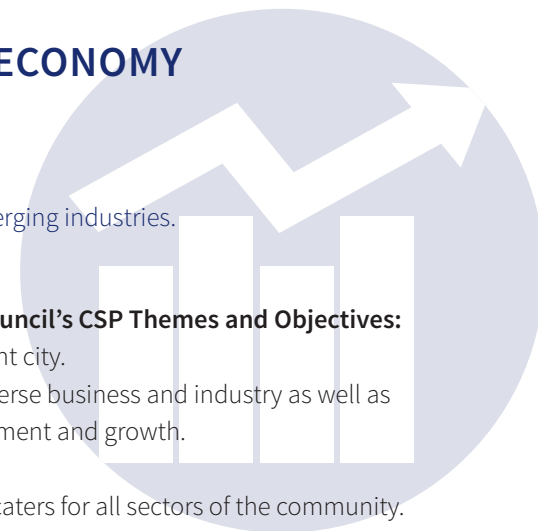 ECONOMY
erging industries.
uncil's CSP Themes and Objectives:
nt city.
erse business and industry as well as
ment and growth.
caters for all sectors of the community.